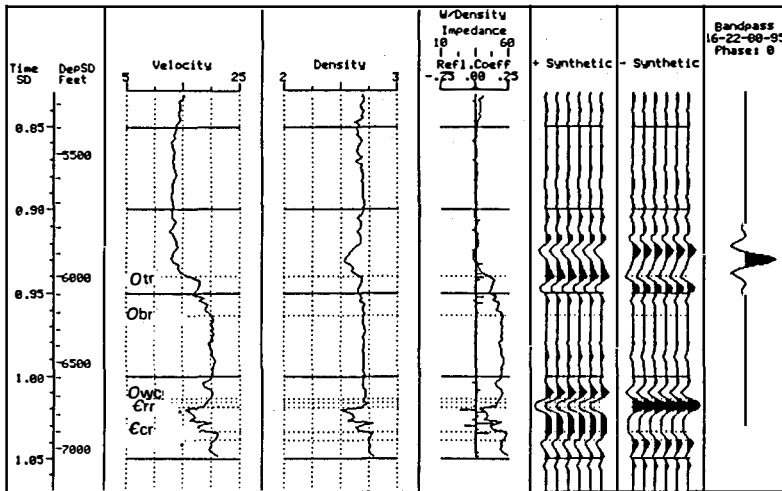 Time
SD
DepSD
Feet
Velocity
5 25
Density
2 3
W/Density
Impedance
10 60
Refl.Coeff
-.25 .00 .25
+ Synthetic
- Synthetic
Bandpass
16-22-80-95
Phase: 0
0.85
5500
0.90
Otr
6000
0.95
Obr
6500
1.00
Owc
Єrr
Єcr
7000
1.05